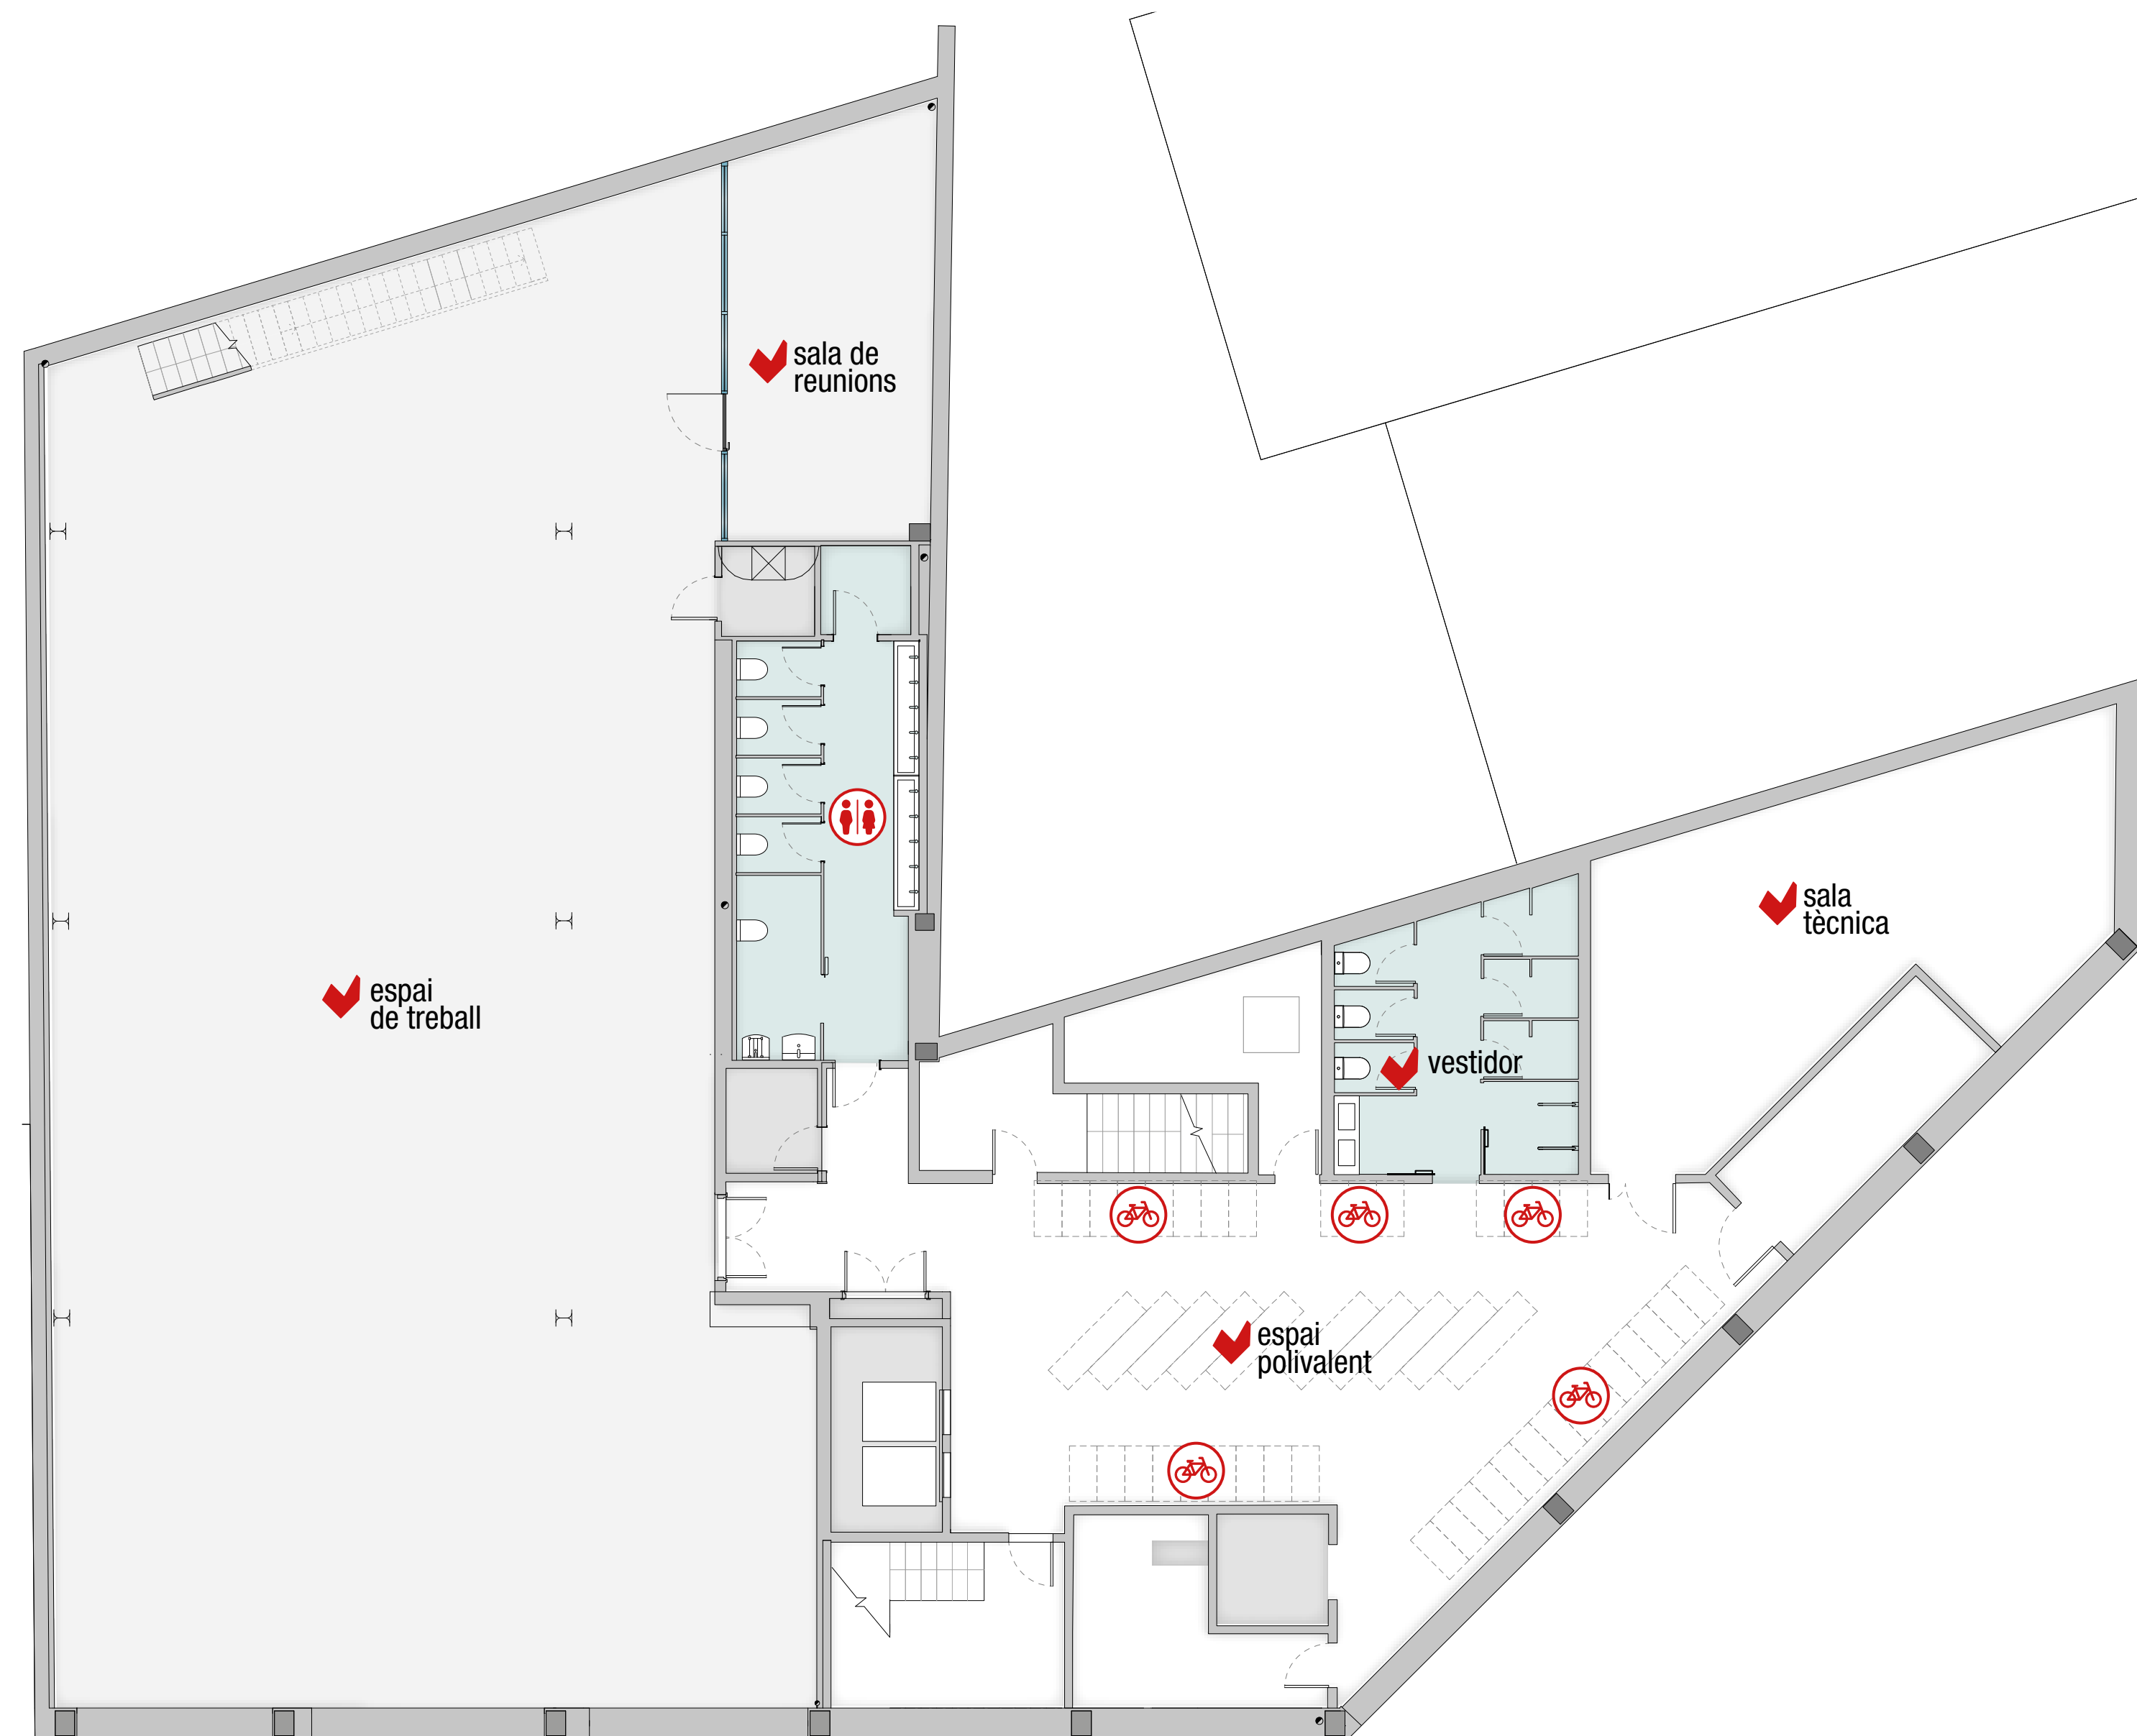 sala de
reunions
sala
tècnica
espai
de treball
vestidor
espai
polivalent